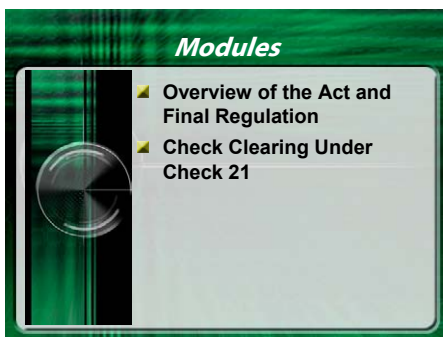 Modules
Overview of the Act and
Final Regulation
Check Clearing Under
Check 21